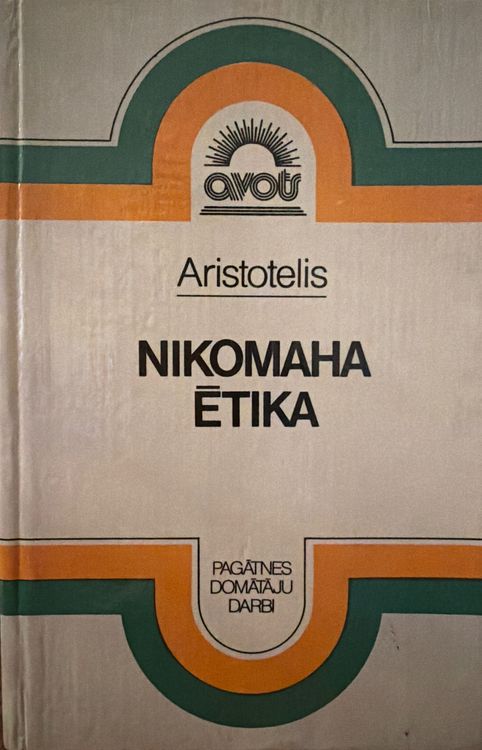 avots
Aristotelis
NIKOMAHA
ĒTIKA
PAGĀTNES
DOMĀTĀJU
DARBI